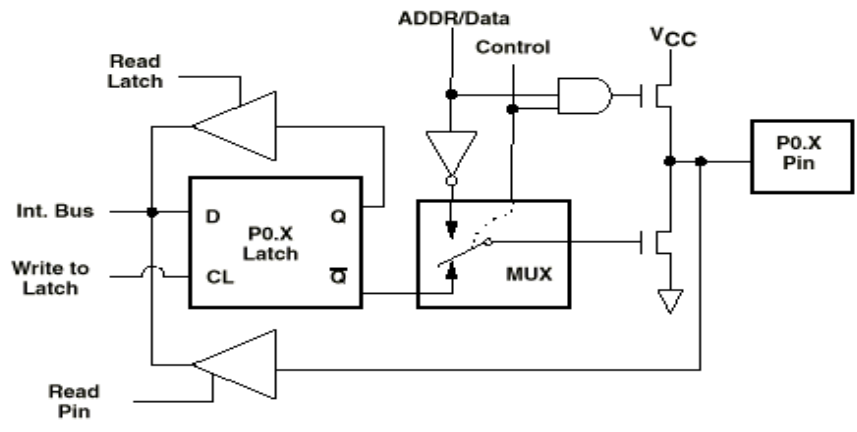 ADDR/Data
Control
VCC
Read
Latch
P0.X
Pin
Int. Bus
D
Q
P0.X
Latch
Write to
Latch
CL
Q̅
MUX
Read
Pin